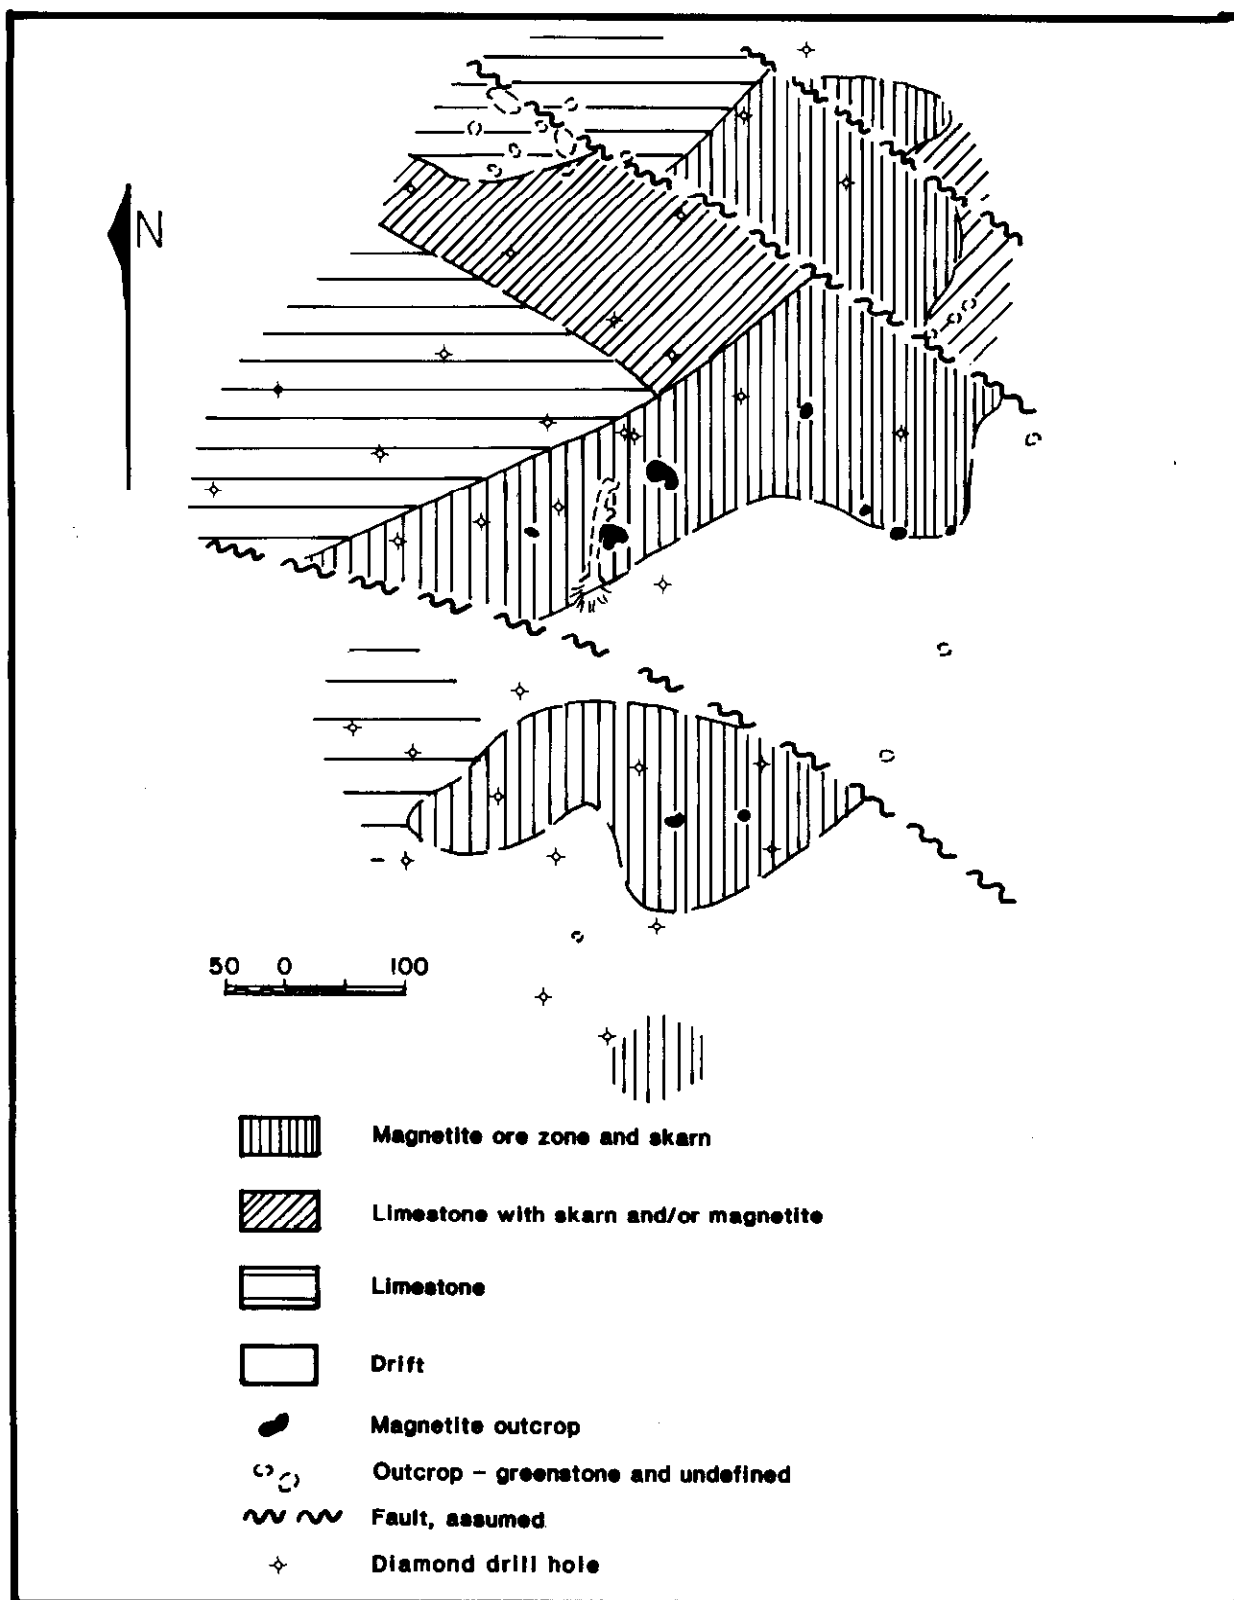 N
50 0 100
Magnetite ore zone and skarn
Limestone with skarn and/or magnetite
Limestone
Drift
Magnetite outcrop
Outcrop - greenstone and undefined
Fault, assumed
Diamond drill hole